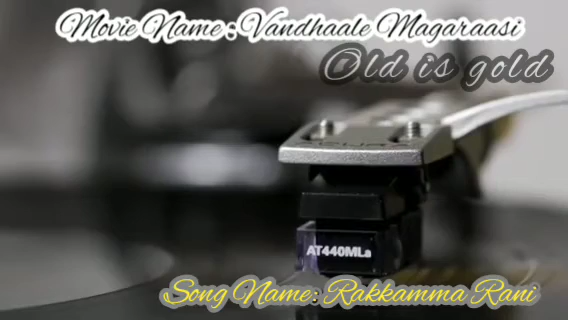 Movie Name : Vandhaale Magaraasi
Old is gold
AT440MLa
Song Name: Rakkamma Rani